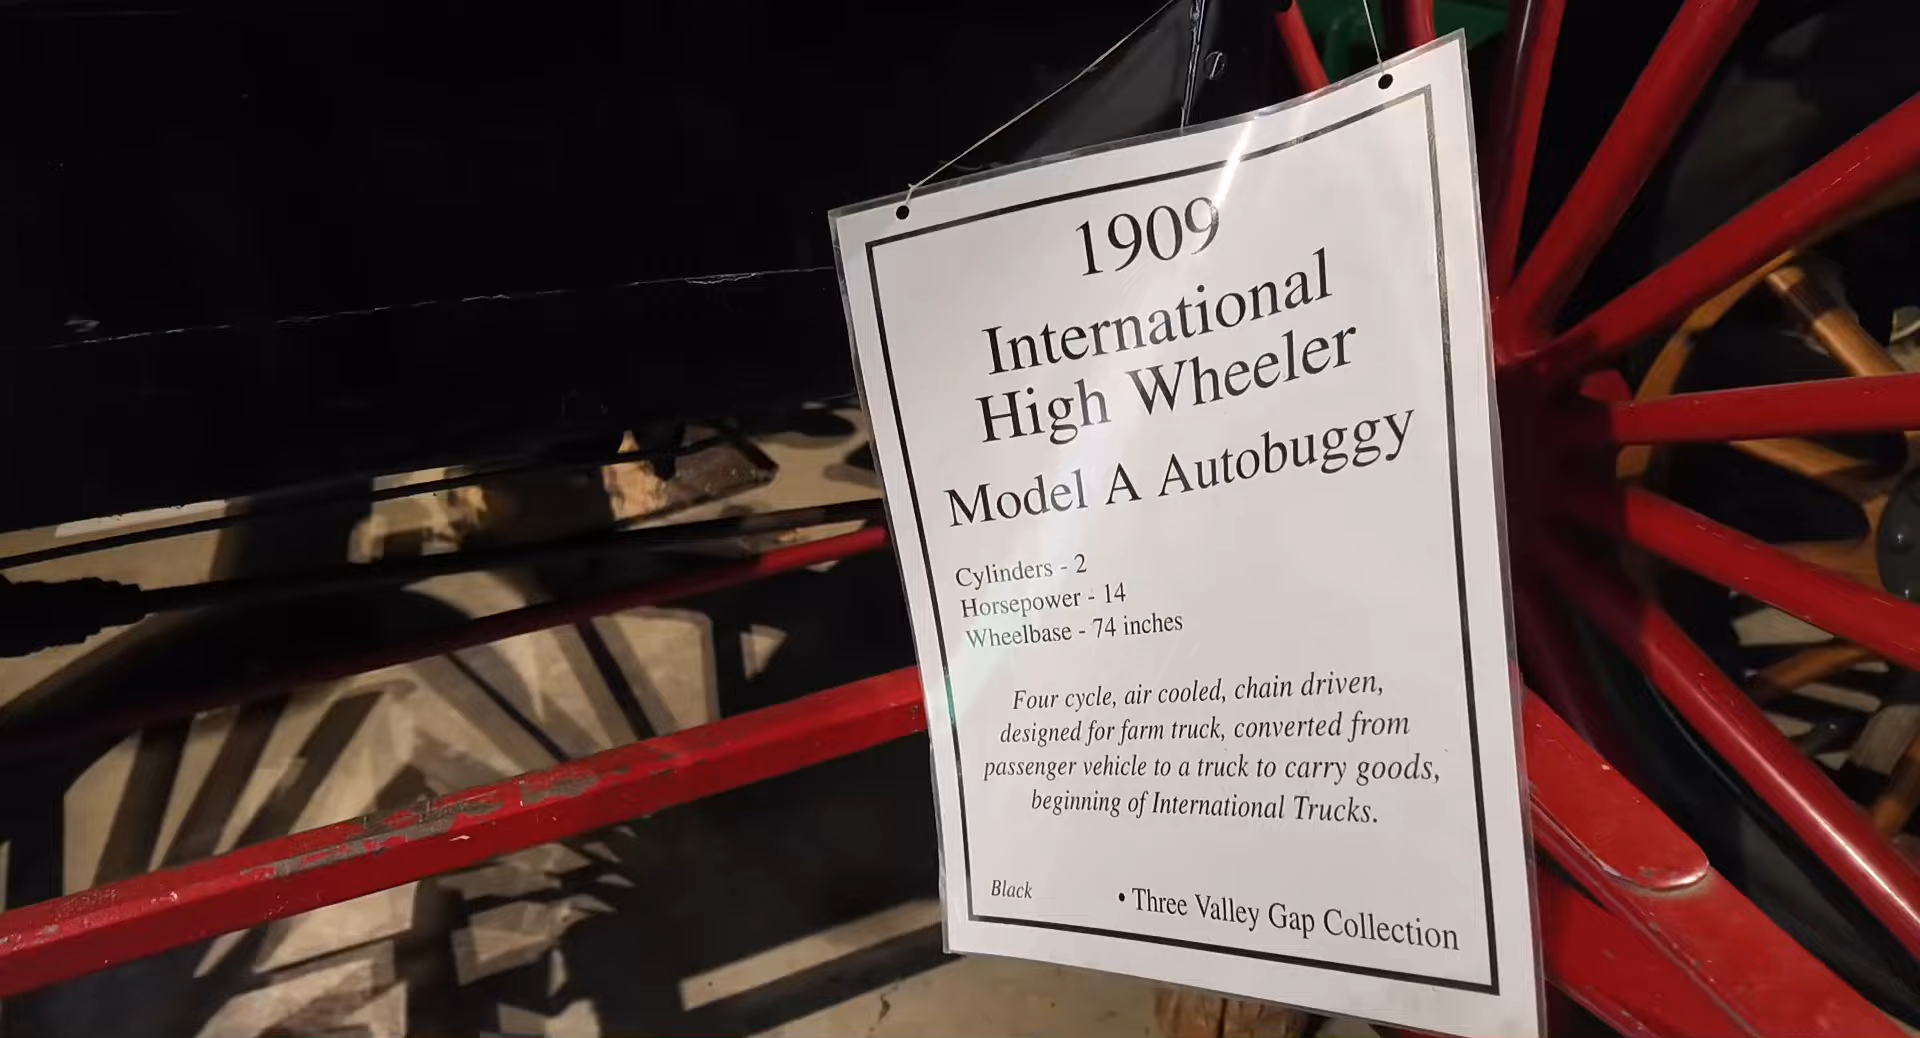 1909
International
High Wheeler
Model A Autobuggy
Cylinders - 2
Horsepower - 14
Wheelbase - 74 inches
Four cycle, air cooled, chain driven,
designed for farm truck, converted from
passenger vehicle to a truck to carry goods,
beginning of International Trucks.
Black
• Three Valley Gap Collection